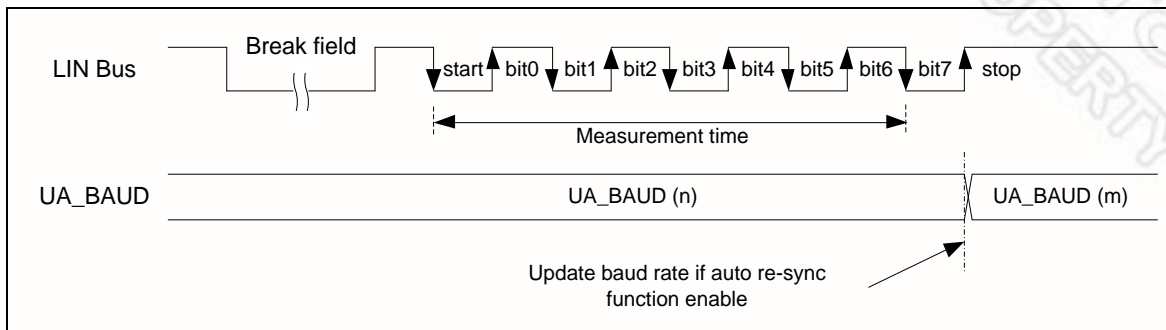 Break field
LIN Bus
start bit0 bit1 bit2 bit3 bit4 bit5 bit6 bit7 stop
Measurement time
UA_BAUD
UA_BAUD (n)
UA_BAUD (m)
Update baud rate if auto re-sync
function enable